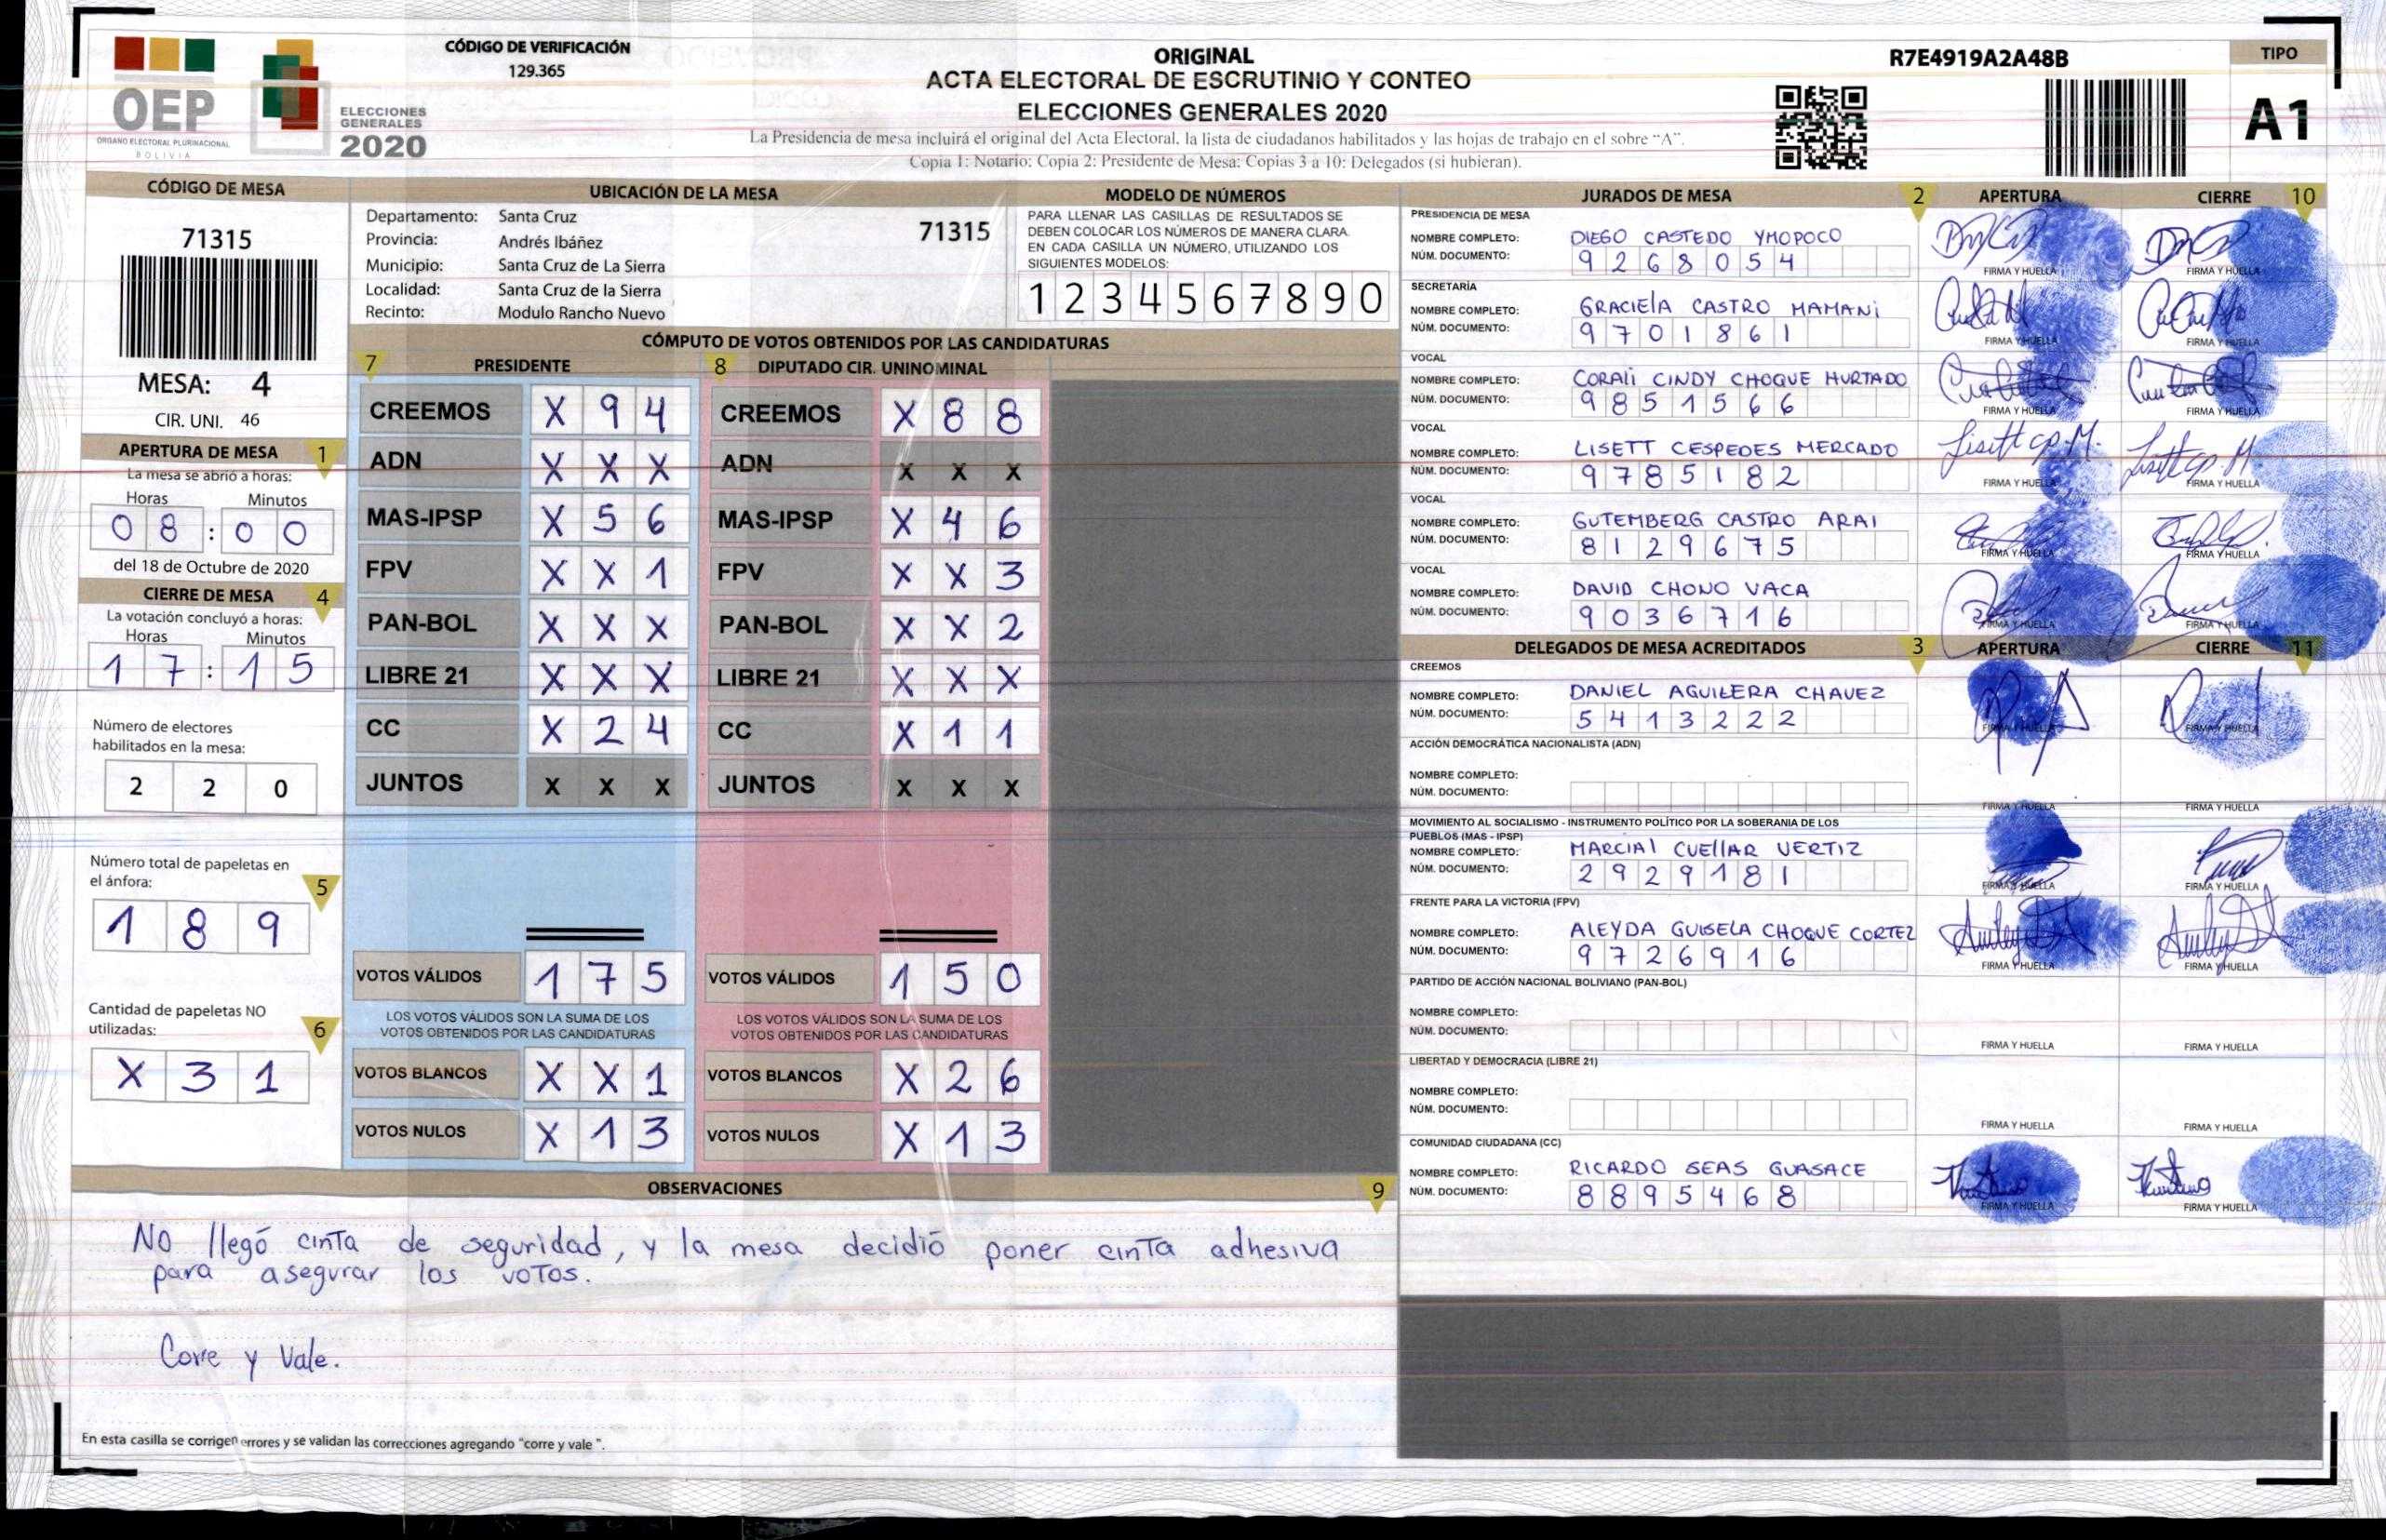 CÓDIGO DE VERIFICACIÓN
129.365
OEP
ÓRGANO ELECTORAL PLURINACIONAL
BOLIVIA
ELECCIONES
GENERALES
2020
ORIGINAL
ACTA ELECTORAL DE ESCRUTINIO Y CONTEO
ELECCIONES GENERALES 2020
La Presidencia de mesa incluirá el original del Acta Electoral, la lista de ciudadanos habilitados y las hojas de trabajo en el sobre "A".
Copia 1: Notario; Copia 2: Presidente de Mesa; Copias 3 a 10: Delegados (si hubieran).
R7E4919A2A48B
TIPO
A1
CÓDIGO DE MESA
71315
MESA: 4
CIR. UNI. 46
APERTURA DE MESA 1
La mesa se abrió a horas:
Horas Minutos
08:00
del 18 de Octubre de 2020
CIERRE DE MESA 4
La votación concluyó a horas:
Horas Minutos
17:15
Número de electores
habilitados en la mesa:
2 2 0
Número total de papeletas en
el ánfora: 5
1 8 9
Cantidad de papeletas NO
utilizadas: 6
X 3 1
UBICACIÓN DE LA MESA
Departamento: Santa Cruz 71315
Provincia: Andrés Ibáñez
Municipio: Santa Cruz de La Sierra
Localidad: Santa Cruz de la Sierra
Recinto: Modulo Rancho Nuevo
MODELO DE NÚMEROS
PARA LLENAR LAS CASILLAS DE RESULTADOS SE
DEBEN COLOCAR LOS NÚMEROS DE MANERA CLARA.
EN CADA CASILLA UN NÚMERO, UTILIZANDO LOS
SIGUIENTES MODELOS:
1 2 3 4 5 6 7 8 9 0
CÓMPUTO DE VOTOS OBTENIDOS POR LAS CANDIDATURAS
7 PRESIDENTE
CREEMOS X 9 4
ADN X X X
MAS-IPSP X 5 6
FPV X X 1
PAN-BOL X X X
LIBRE 21 X X X
CC X 2 4
JUNTOS X X X
VOTOS VÁLIDOS 1 7 5
LOS VOTOS VÁLIDOS SON LA SUMA DE LOS
VOTOS OBTENIDOS POR LAS CANDIDATURAS
VOTOS BLANCOS X X 1
VOTOS NULOS X 1 3
8 DIPUTADO CIR. UNINOMINAL
CREEMOS X 8 8
ADN X X X
MAS-IPSP X 4 6
FPV X X 3
PAN-BOL X X 2
LIBRE 21 X X X
CC X 1 1
JUNTOS X X X
VOTOS VÁLIDOS 1 5 0
LOS VOTOS VÁLIDOS SON LA SUMA DE LOS
VOTOS OBTENIDOS POR LAS CANDIDATURAS
VOTOS BLANCOS X 2 6
VOTOS NULOS X 1 3
OBSERVACIONES 9
No llegó cinta de seguridad, y la mesa decidió poner cinta adhesiva
para asegurar los votos.
Corre y Vale.
En esta casilla se corrigen errores y se validan las correcciones agregando "corre y vale ".
JURADOS DE MESA 2 APERTURA CIERRE 10
PRESIDENCIA DE MESA
NOMBRE COMPLETO: DIEGO CASTEDO YMOPOCO
NÚM. DOCUMENTO: 9268054
FIRMA Y HUELLA FIRMA Y HUELLA
SECRETARÍA
NOMBRE COMPLETO: GRACIElA CASTRO MAMANi
NÚM. DOCUMENTO: 9701861
FIRMA Y HUELLA FIRMA Y HUELLA
VOCAL
NOMBRE COMPLETO: CORAli CINDY CHOQUE HURTADO
NÚM. DOCUMENTO: 9851566
FIRMA Y HUELLA FIRMA Y HUELLA
VOCAL
NOMBRE COMPLETO: LISETT CESPEDES MERCADO
NÚM. DOCUMENTO: 9785182
FIRMA Y HUELLA FIRMA Y HUELLA
VOCAL
NOMBRE COMPLETO: GUTEMBERG CASTRO ARAI
NÚM. DOCUMENTO: 8129675
FIRMA Y HUELLA FIRMA Y HUELLA
VOCAL
NOMBRE COMPLETO: DAVID CHONO VACA
NÚM. DOCUMENTO: 9036716
FIRMA Y HUELLA FIRMA Y HUELLA
DELEGADOS DE MESA ACREDITADOS 3 APERTURA CIERRE 11
CREEMOS
NOMBRE COMPLETO: DANIEL AGUILERA CHAVEZ
NÚM. DOCUMENTO: 5413222
FIRMA Y HUELLA FIRMA Y HUELLA
ACCIÓN DEMOCRÁTICA NACIONALISTA (ADN)
NOMBRE COMPLETO:
NÚM. DOCUMENTO:
FIRMA Y HUELLA FIRMA Y HUELLA
MOVIMIENTO AL SOCIALISMO - INSTRUMENTO POLÍTICO POR LA SOBERANIA DE LOS
PUEBLOS (MAS - IPSP)
NOMBRE COMPLETO: MARCIAl CUEllAR VERTIZ
NÚM. DOCUMENTO: 2929181
FIRMA Y HUELLA FIRMA Y HUELLA
FRENTE PARA LA VICTORIA (FPV)
NOMBRE COMPLETO: AlEYDA GUISELA CHOQUE CORTEZ
NÚM. DOCUMENTO: 9726916
FIRMA Y HUELLA FIRMA Y HUELLA
PARTIDO DE ACCIÓN NACIONAL BOLIVIANO (PAN-BOL)
NOMBRE COMPLETO:
NÚM. DOCUMENTO:
FIRMA Y HUELLA FIRMA Y HUELLA
LIBERTAD Y DEMOCRACIA (LIBRE 21)
NOMBRE COMPLETO:
NÚM. DOCUMENTO:
FIRMA Y HUELLA FIRMA Y HUELLA
COMUNIDAD CIUDADANA (CC)
NOMBRE COMPLETO: RICARDO SEAS GUASACE
NÚM. DOCUMENTO: 8895468
FIRMA Y HUELLA FIRMA Y HUELLA